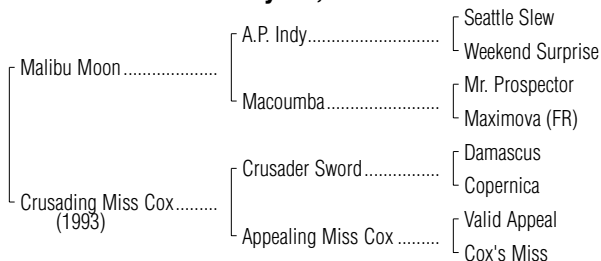 Seattle Slew
A.P. Indy
Weekend Surprise
Malibu Moon
Mr. Prospector
Macoumba
Maximova (FR)
Damascus
Crusader Sword
Copernica
Crusading Miss Cox
(1993)
Valid Appeal
Appealing Miss Cox
Cox's Miss